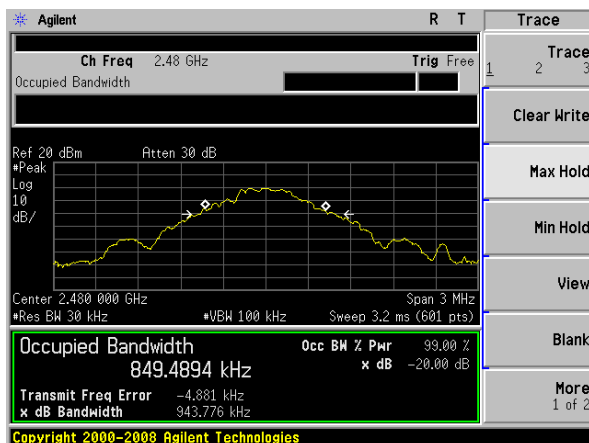 Agilent R T Trace
Ch Freq 2.48 GHz Trig Free
Occupied Bandwidth
Trace
1 2 3
Clear Write
Max Hold
Min Hold
View
Blank
More
1 of 2
Ref 20 dBm Atten 30 dB
#Peak
Log
10
dB/
Center 2.480 000 GHz Span 3 MHz
#Res BW 30 kHz #VBW 100 kHz Sweep 3.2 ms (601 pts)
Occupied Bandwidth Occ BW % Pwr 99.00 %
849.4894 kHz x dB -20.00 dB
Transmit Freq Error -4.881 kHz
x dB Bandwidth 943.776 kHz
Copyright 2000-2008 Agilent Technologies